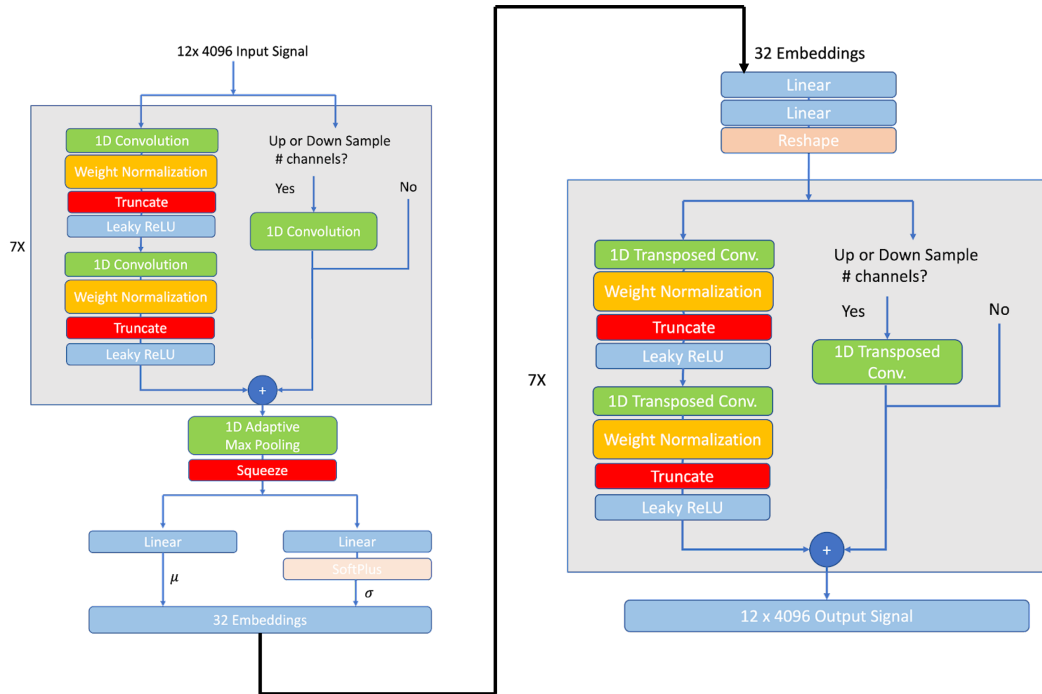 12x 4096 Input Signal
1D Convolution
Weight Normalization
Truncate
Leaky ReLU
1D Convolution
Weight Normalization
Truncate
Leaky ReLU
Up or Down Sample
# channels?
Yes
No
1D Convolution
7X
+
1D Adaptive
Max Pooling
Squeeze
Linear
Linear
SoftPlus
μ
σ
32 Embeddings
32 Embeddings
Linear
Linear
Reshape
1D Transposed Conv.
Weight Normalization
Truncate
Leaky ReLU
1D Transposed Conv.
Weight Normalization
Truncate
Leaky ReLU
Up or Down Sample
# channels?
Yes
No
1D Transposed
Conv.
7X
+
12 x 4096 Output Signal